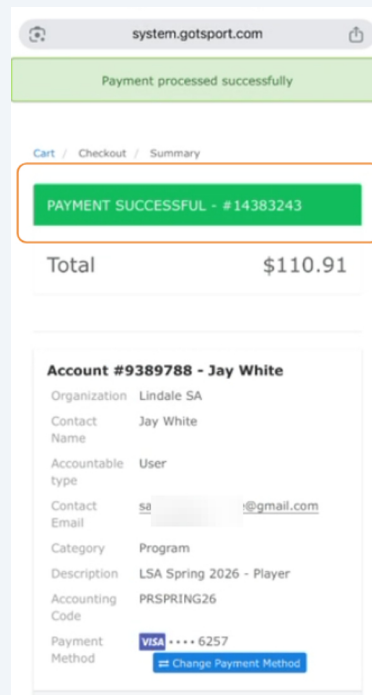 system.gotsport.com
Payment processed successfully
Cart / Checkout / Summary
PAYMENT SUCCESSFUL - #14383243
Total $110.91
Account #9389788 - Jay White
Organization Lindale SA
Contact Jay White
Name
Accountable User
type
Contact sa e@gmail.com
Email
Category Program
Description LSA Spring 2026 - Player
Accounting PRSPRING26
Code
Payment VISA •••• 6257
Method ⇄ Change Payment Method